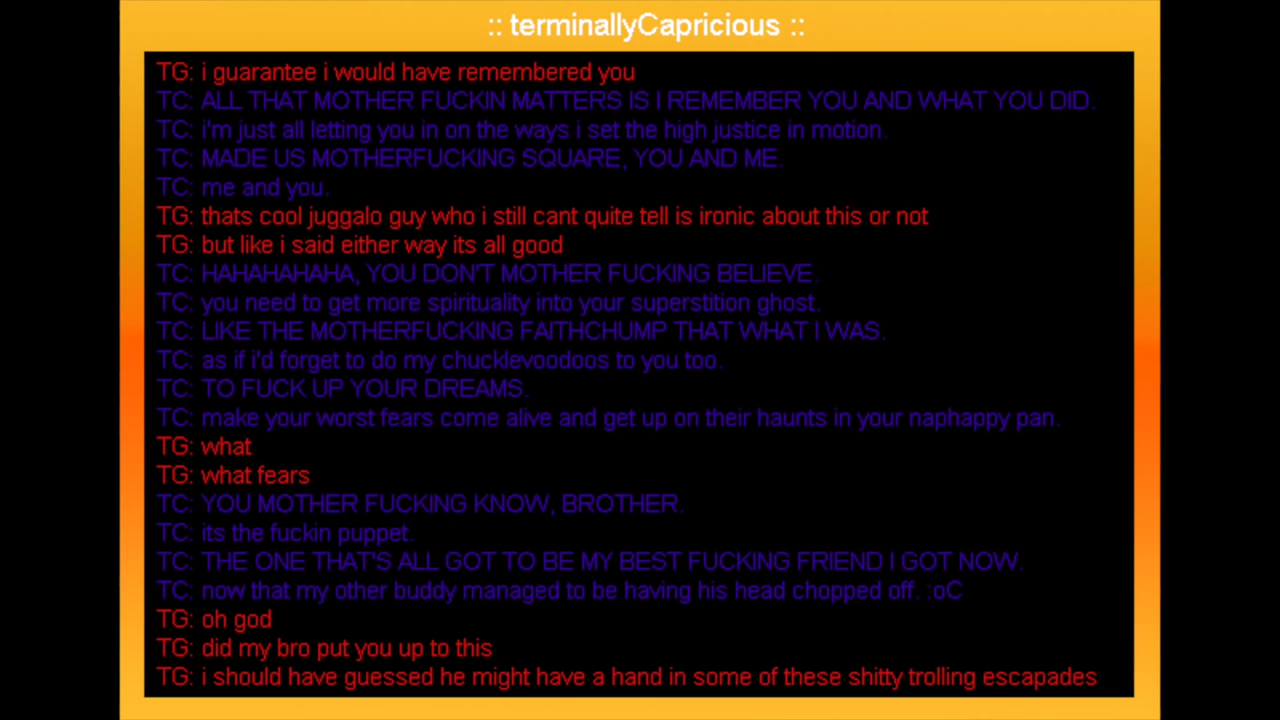 :: terminallyCapricious ::
TG: i guarantee i would have remembered you
TC: ALL THAT MOTHER FUCKIN MATTERS IS I REMEMBER YOU AND WHAT YOU DID.
TC: i'm just all letting you in on the ways i set the high justice in motion.
TC: MADE US MOTHERFUCKING SQUARE, YOU AND ME.
TC: me and you.
TG: thats cool juggalo guy who i still cant quite tell is ironic about this or not
TG: but like i said either way its all good
TC: HAHAHAHAHA, YOU DON'T MOTHER FUCKING BELIEVE.
TC: you need to get more spirituality into your superstition ghost.
TC: LIKE THE MOTHERFUCKING FAITHCHUMP THAT WHAT I WAS.
TC: as if i'd forget to do my chucklevoodoos to you too.
TC: TO FUCK UP YOUR DREAMS.
TC: make your worst fears come alive and get up on their haunts in your naphappy pan.
TG: what
TG: what fears
TC: YOU MOTHER FUCKING KNOW, BROTHER.
TC: its the fuckin puppet.
TC: THE ONE THAT'S ALL GOT TO BE MY BEST FUCKING FRIEND I GOT NOW.
TC: now that my other buddy managed to be having his head chopped off. :oC
TG: oh god
TG: did my bro put you up to this
TG: i should have guessed he might have a hand in some of these shitty trolling escapades